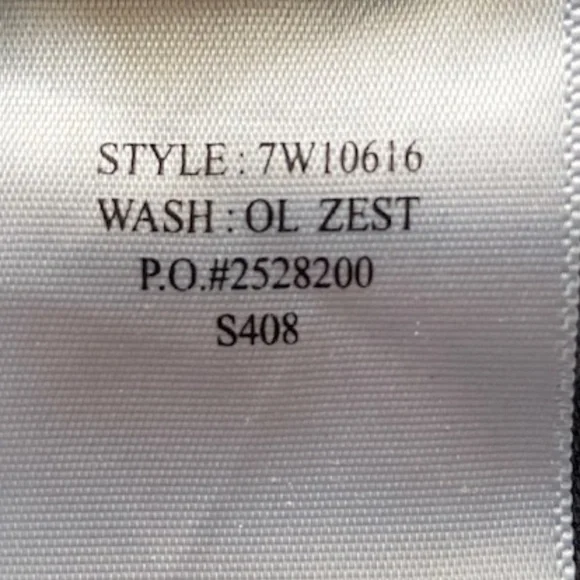 STYLE : 7W10616
WASH : OL ZEST
P.O.#2528200
S408